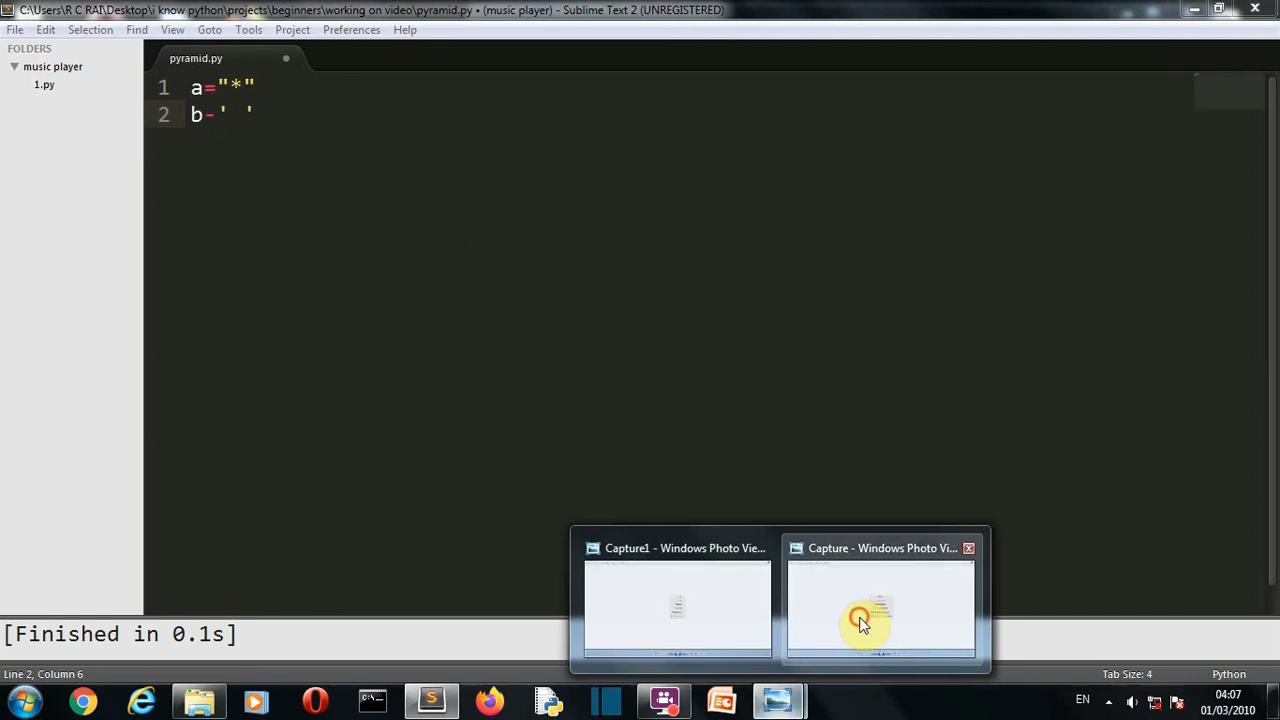 C:\Users\R C RAI\Desktop\i know python\projects\beginners\working on video\pyramid.py • (music player) - Sublime Text 2 (UNREGISTERED)
File Edit Selection Find View Goto Tools Project Preferences Help
FOLDERS
music player
1.py
pyramid.py
1 a="*"
2 b-' '
Capture1 - Windows Photo Vie...
Capture - Windows Photo Vi...
[Finished in 0.1s]
Line 2, Column 6
Tab Size: 4
Python
EN
04:07
01/03/2010